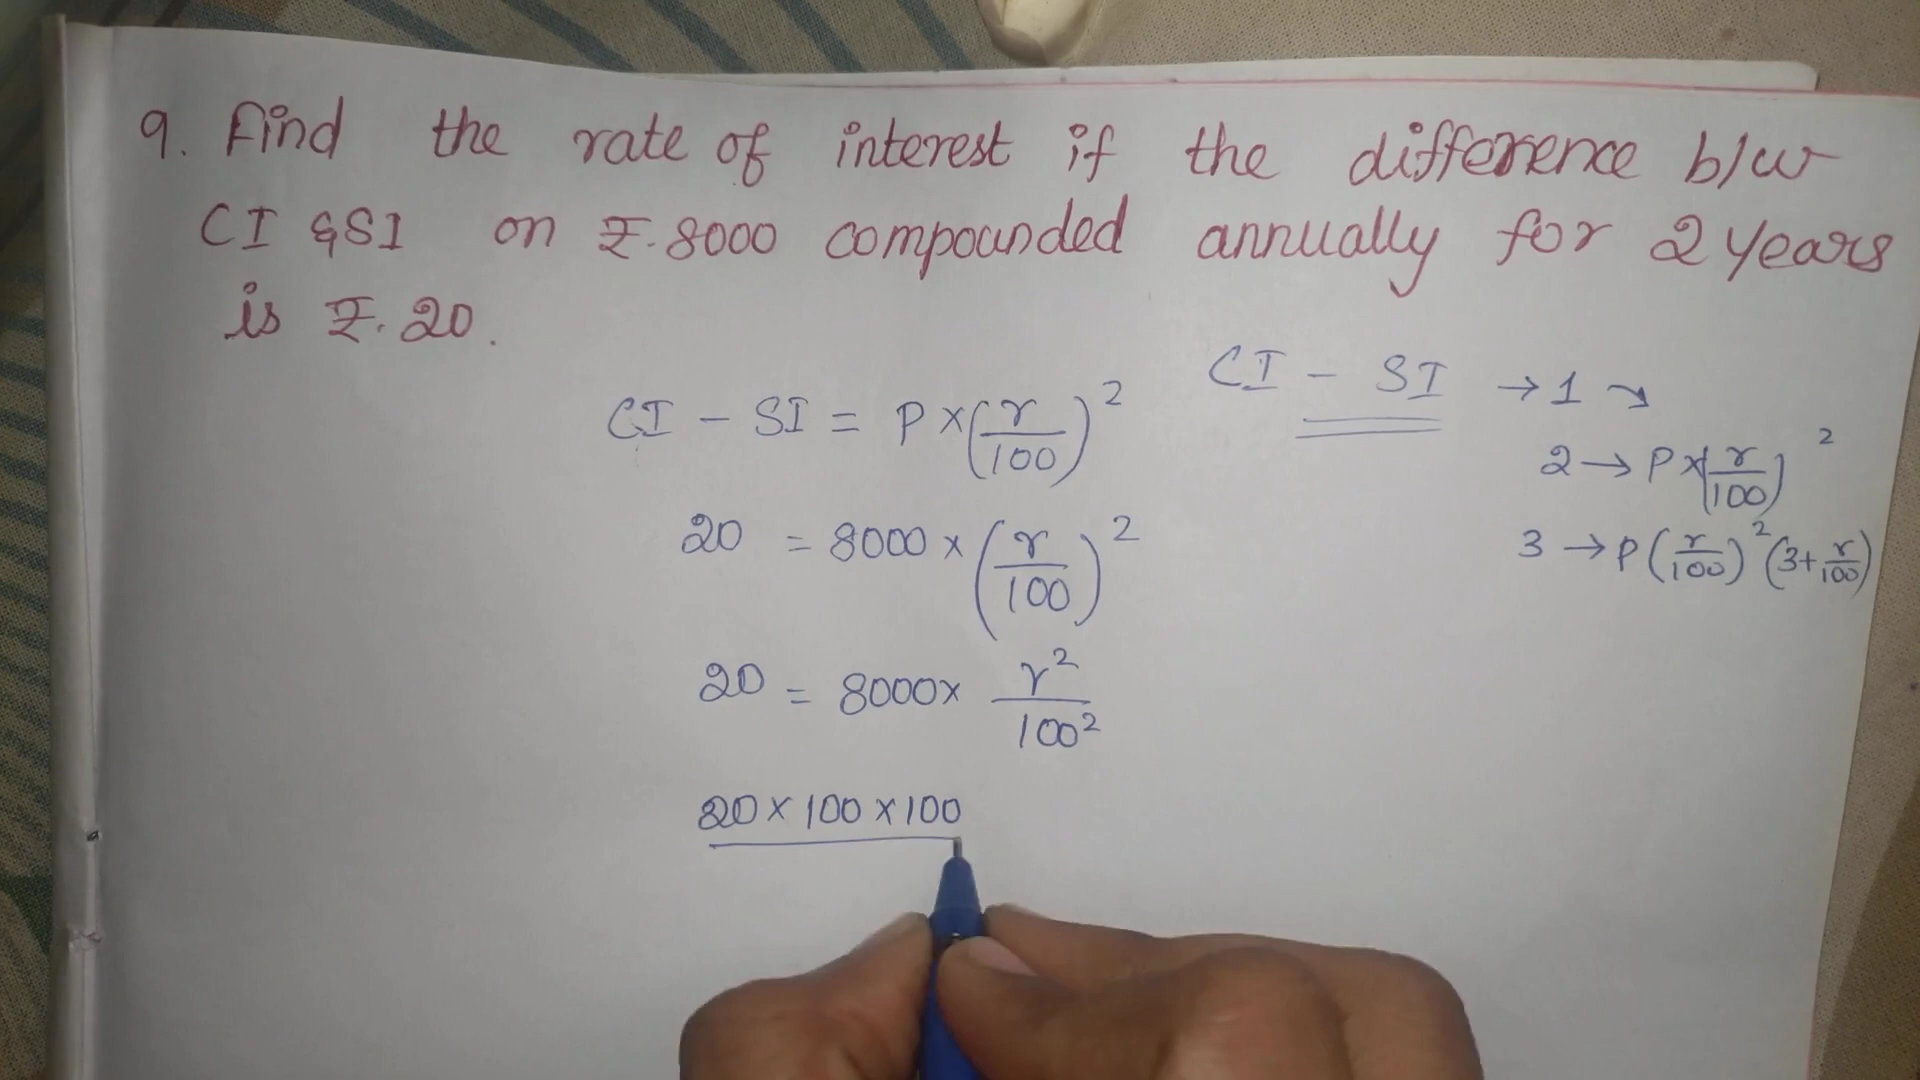 9. Find the rate of interest if the difference b/w
CI & SI on ₹. 8000 compounded annually for 2 years
is ₹. 20.
CI - SI → 1 →
CI - SI = P × (r/100)²
2 → P × (r/100)²
20 = 8000 × (r/100)²
3 → P (r/100)² (3 + r/100)
20 = 8000 × r²/100²
20 × 100 × 100